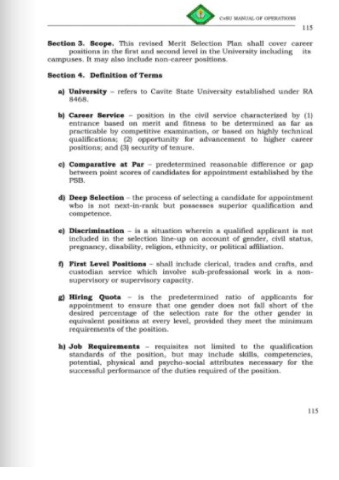 CvSU MANUAL OF OPERATIONS
115
Section 3. Scope. This revised Merit Selection Plan shall cover career
positions in the first and second level in the University including its
campuses. It may also include non-career positions.
Section 4. Definition of Terms
a) University – refers to Cavite State University established under RA
8468.
b) Career Service – position in the civil service characterized by (1)
entrance based on merit and fitness to be determined as far as
practicable by competitive examination, or based on highly technical
qualifications; (2) opportunity for advancement to higher career
positions; and (3) security of tenure.
c) Comparative at Par – predetermined reasonable difference or gap
between point scores of candidates for appointment established by the
PSB.
d) Deep Selection – the process of selecting a candidate for appointment
who is not next-in-rank but possesses superior qualification and
competence.
e) Discrimination – is a situation wherein a qualified applicant is not
included in the selection line-up on account of gender, civil status,
pregnancy, disability, religion, ethnicity, or political affiliation.
f) First Level Positions – shall include clerical, trades and crafts, and
custodian service which involve sub-professional work in a non-
supervisory or supervisory capacity.
g) Hiring Quota – is the predetermined ratio of applicants for
appointment to ensure that one gender does not fall short of the
desired percentage of the selection rate for the other gender in
equivalent positions at every level, provided they meet the minimum
requirements of the position.
h) Job Requirements – requisites not limited to the qualification
standards of the position, but may include skills, competencies,
potential, physical and psycho-social attributes necessary for the
successful performance of the duties required of the position.
115